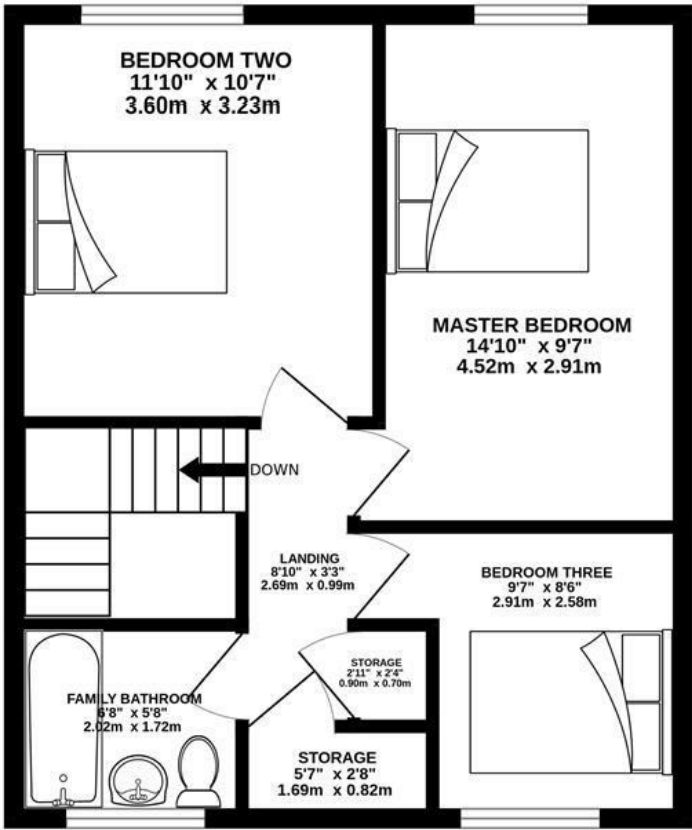 BEDROOM TWO
11'10" x 10'7"
3.60m x 3.23m
MASTER BEDROOM
14'10" x 9'7"
4.52m x 2.91m
DOWN
LANDING
8'10" x 3'3"
2.69m x 0.99m
BEDROOM THREE
9'7" x 8'6"
2.91m x 2.58m
STORAGE
2'11" x 2'4"
0.90m x 0.70m
FAMILY BATHROOM
6'8" x 5'8"
2.02m x 1.72m
STORAGE
5'7" x 2'8"
1.69m x 0.82m